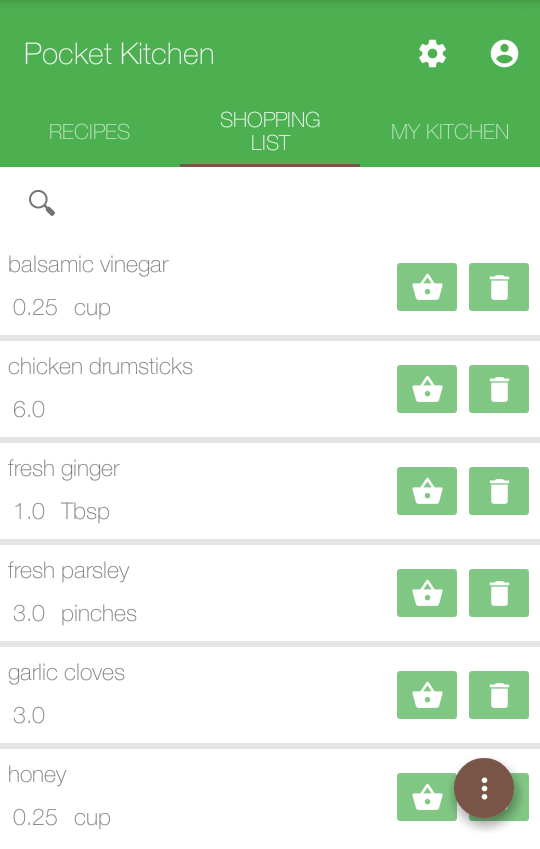 Pocket Kitchen
RECIPES
SHOPPING
LIST
MY KITCHEN
balsamic vinegar
0.25 cup
chicken drumsticks
6.0
fresh ginger
1.0 Tbsp
fresh parsley
3.0 pinches
garlic cloves
3.0
honey
0.25 cup